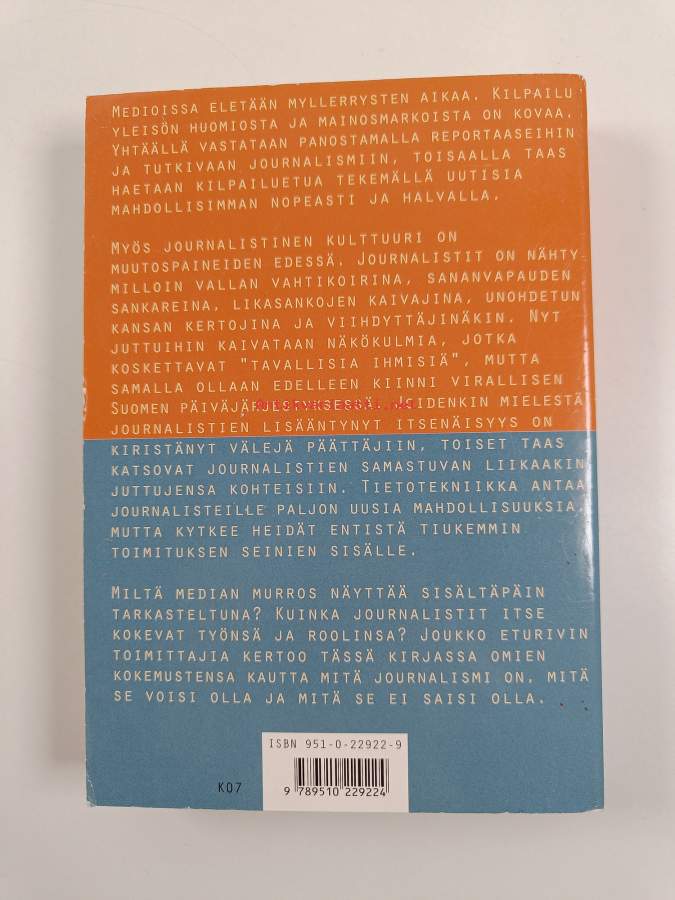 MEDIOISSA ELETÄÄN MYLLERRYSTEN AIKAA. KILPAILU
YLEISÖN HUOMIOSTA JA MAINOSMARKOISTA ON KOVAA.
YHTÄÄLLÄ VASTATAAN PANOSTAMALLA REPORTAASEIHIN
JA TUTKIVAAN JOURNALISMIIN, TOISAALLA TAAS
HAETAAN KILPAILUETUA TEKEMÄLLÄ UUTISIA
MAHDOLLISIMMAN NOPEASTI JA HALVALLA.
MYÖS JOURNALISTINEN KULTTUURI ON
MUUTOSPAINEIDEN EDESSÄ. JOURNALISTIT ON NÄHTY
MILLOIN VALLAN VAHTIKOIRINA, SANANVAPAUDEN
SANKAREINA, LIKASANKOJEN KAIVAJINA, UNOHDETUN
KANSAN KERTOJINA JA VIIHDYTTÄJINÄKIN. NYT
JUTTUIHIN KAIVATAAN NÄKÖKULMIA, JOTKA
KOSKETTAVAT "TAVALLISIA IHMISIÄ", MUTTA
SAMALLA OLLAAN EDELLEEN KIINNI VIRALLISEN
SUOMEN PÄIVÄJÄRJESTYKSESSÄ. JOIDENKIN MIELESTÄ
JOURNALISTIEN LISÄÄNTYNYT ITSENÄISYYS ON
KIRISTÄNYT VÄLEJÄ PÄÄTTÄJIIN, TOISET TAAS
KATSOVAT JOURNALISTIEN SAMASTUVAN LIIKAAKIN
JUTTUJENSA KOHTEISIIN. TIETOTEKNIIKKA ANTAA
JOURNALISTEILLE PALJON UUSIA MAHDOLLISUUKSIA,
MUTTA KYTKEE HEIDÄT ENTISTÄ TIUKEMMIN
TOIMITUKSEN SEINIEN SISÄLLE.
MILTÄ MEDIAN MURROS NÄYTTÄÄ SISÄLTÄPÄIN
TARKASTELTUNA? KUINKA JOURNALISTIT ITSE
KOKEVAT TYÖNSÄ JA ROOLINSA? JOUKKO ETURIVIN
TOIMITTAJIA KERTOO TÄSSÄ KIRJASSA OMIEN
KOKEMUSTENSA KAUTTA MITÄ JOURNALISMI ON, MITÄ
SE VOISI OLLA JA MITÄ SE EI SAISI OLLA.
ISBN 951-0-22922-9
K07
9 789510 229224